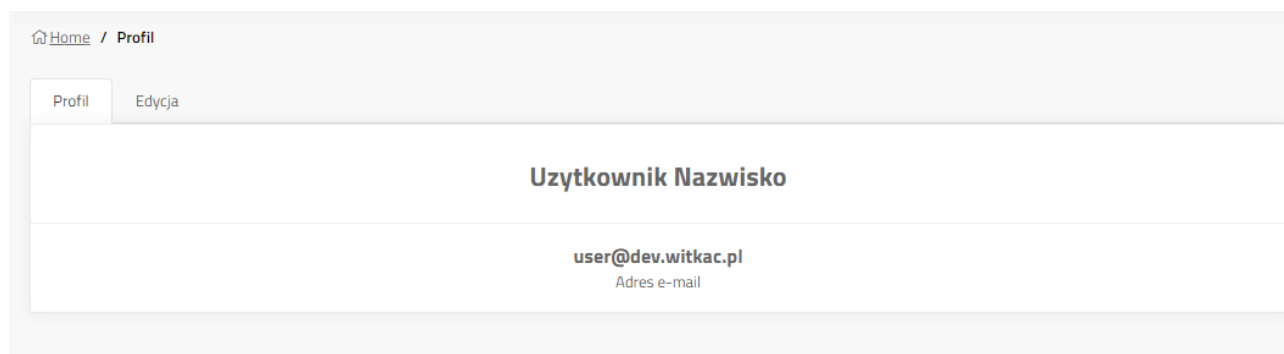 Home / Profil
Profil Edycja
Uzytkownik Nazwisko
user@dev.witkac.pl
Adres e-mail